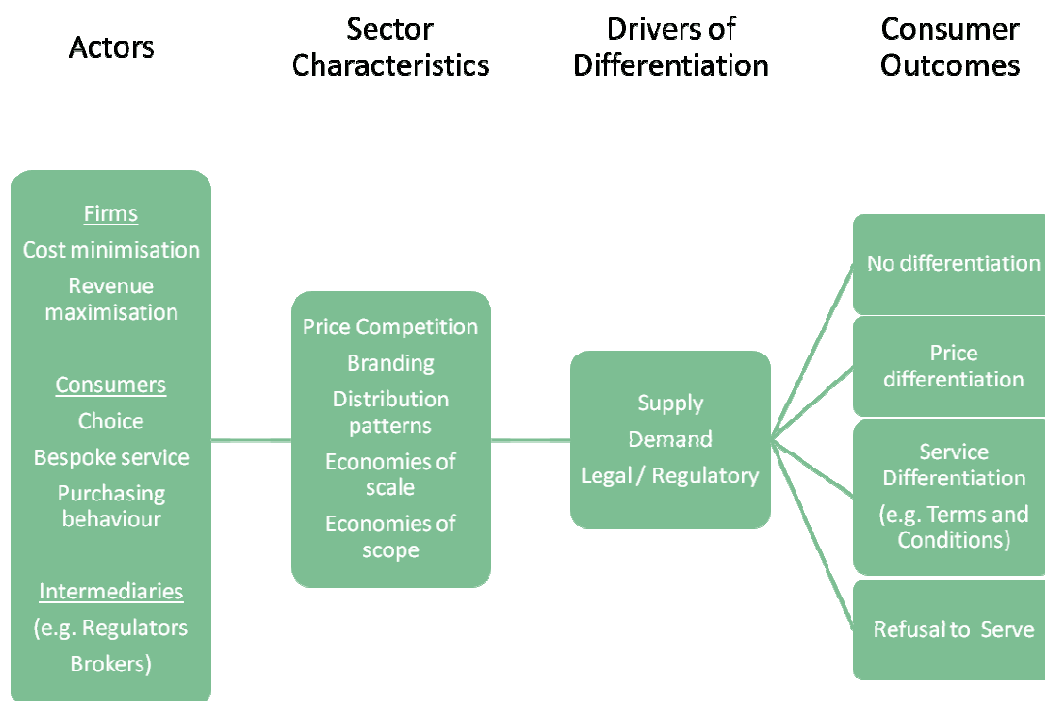 Actors
Sector
Characteristics
Drivers of
Differentiation
Consumer
Outcomes
Firms
Cost minimisation
Revenue
maximisation
Consumers
Choice
Bespoke service
Purchasing
behaviour
Intermediaries
(e.g. Regulators
Brokers)
Price Competition
Branding
Distribution
patterns
Economies of
scale
Economies of
scope
Supply
Demand
Legal / Regulatory
No differentiation
Price
differentiation
Service
Differentiation
(e.g. Terms and
Conditions)
Refusal to Serve